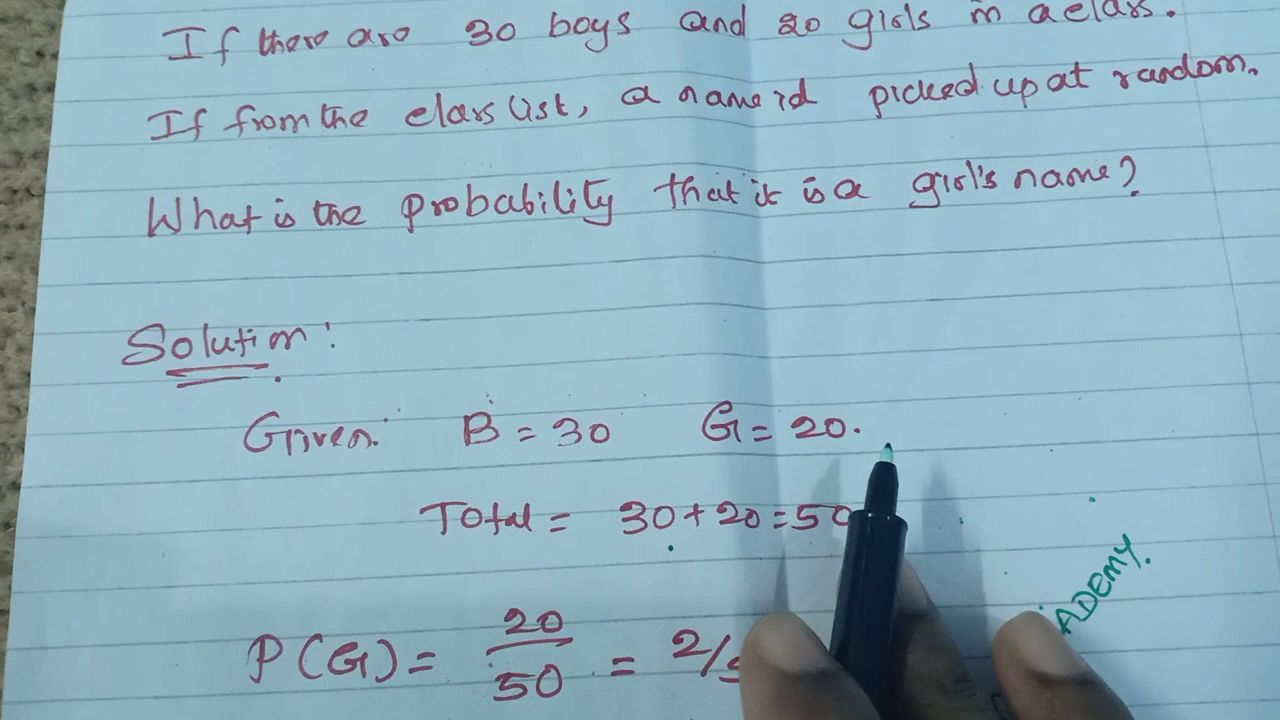 If there are 30 boys and 20 girls in a class.
If from the class list, a name id picked up at random.
What is the probability that it is a girl's name?
Solution:
Given: B = 30 G = 20.
Total = 30 + 20 = 50
P(G) = 20/50 = 2/5
ADEMY.